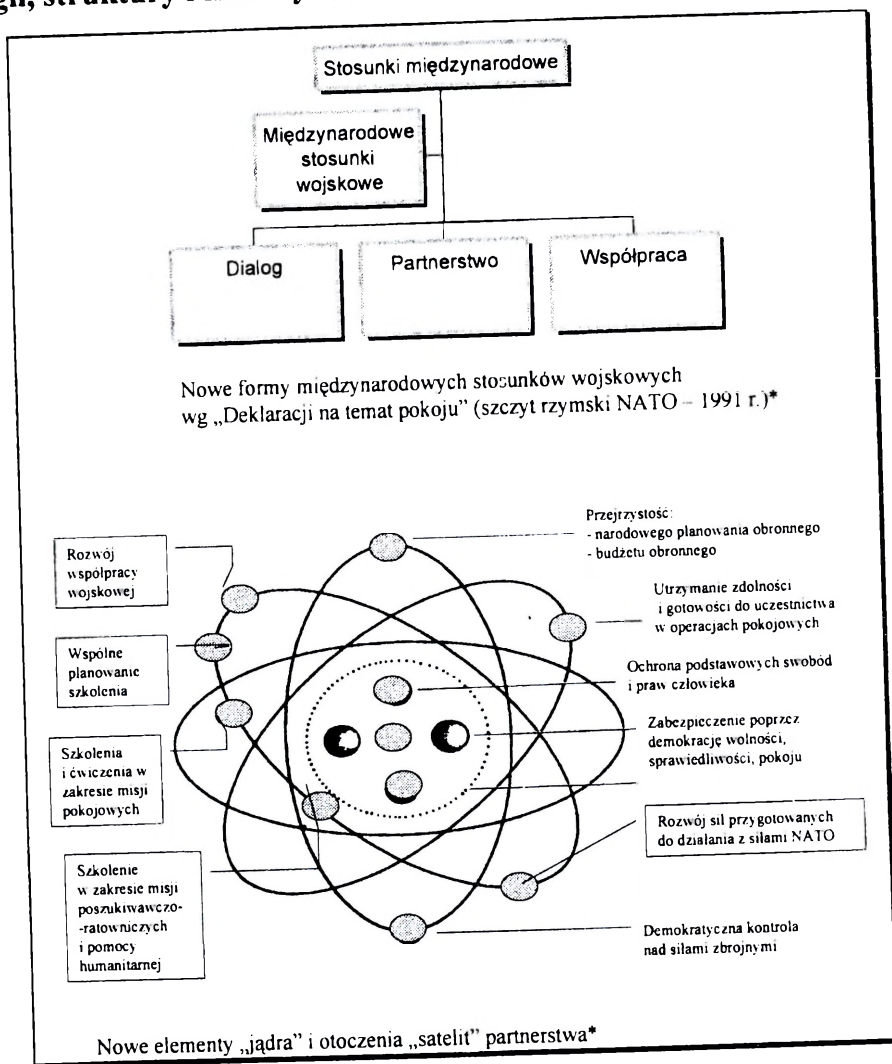 Stosunki międzynarodowe
Międzynarodowe
stosunki
wojskowe
Dialog
Partnerstwo
Współpraca
Nowe formy międzynarodowych stosunków wojskowych
wg „Deklaracji na temat pokoju” (szczyt rzymski NATO – 1991 r.)*
Rozwój
współpracy
wojskowej
Wspólne
planowanie
szkolenia
Szkolenia
i ćwiczenia w
zakresie misji
pokojowych
Szkolenie
w zakresie misji
poszukiwawczo-
-ratowniczych
i pomocy
humanitarnej
Przejrzystość:
- narodowego planowania obronnego
- budżetu obronnego
Utrzymanie zdolności
i gotowości do uczestnictwa
w operacjach pokojowych
Ochrona podstawowych swobód
i praw człowieka
Zabezpieczenie poprzez
demokrację wolności,
sprawiedliwości, pokoju
Rozwój sił przygotowanych
do działania z siłami NATO
Demokratyczna kontrola
nad siłami zbrojnymi
Nowe elementy „jądra” i otoczenia „satelit” partnerstwa*